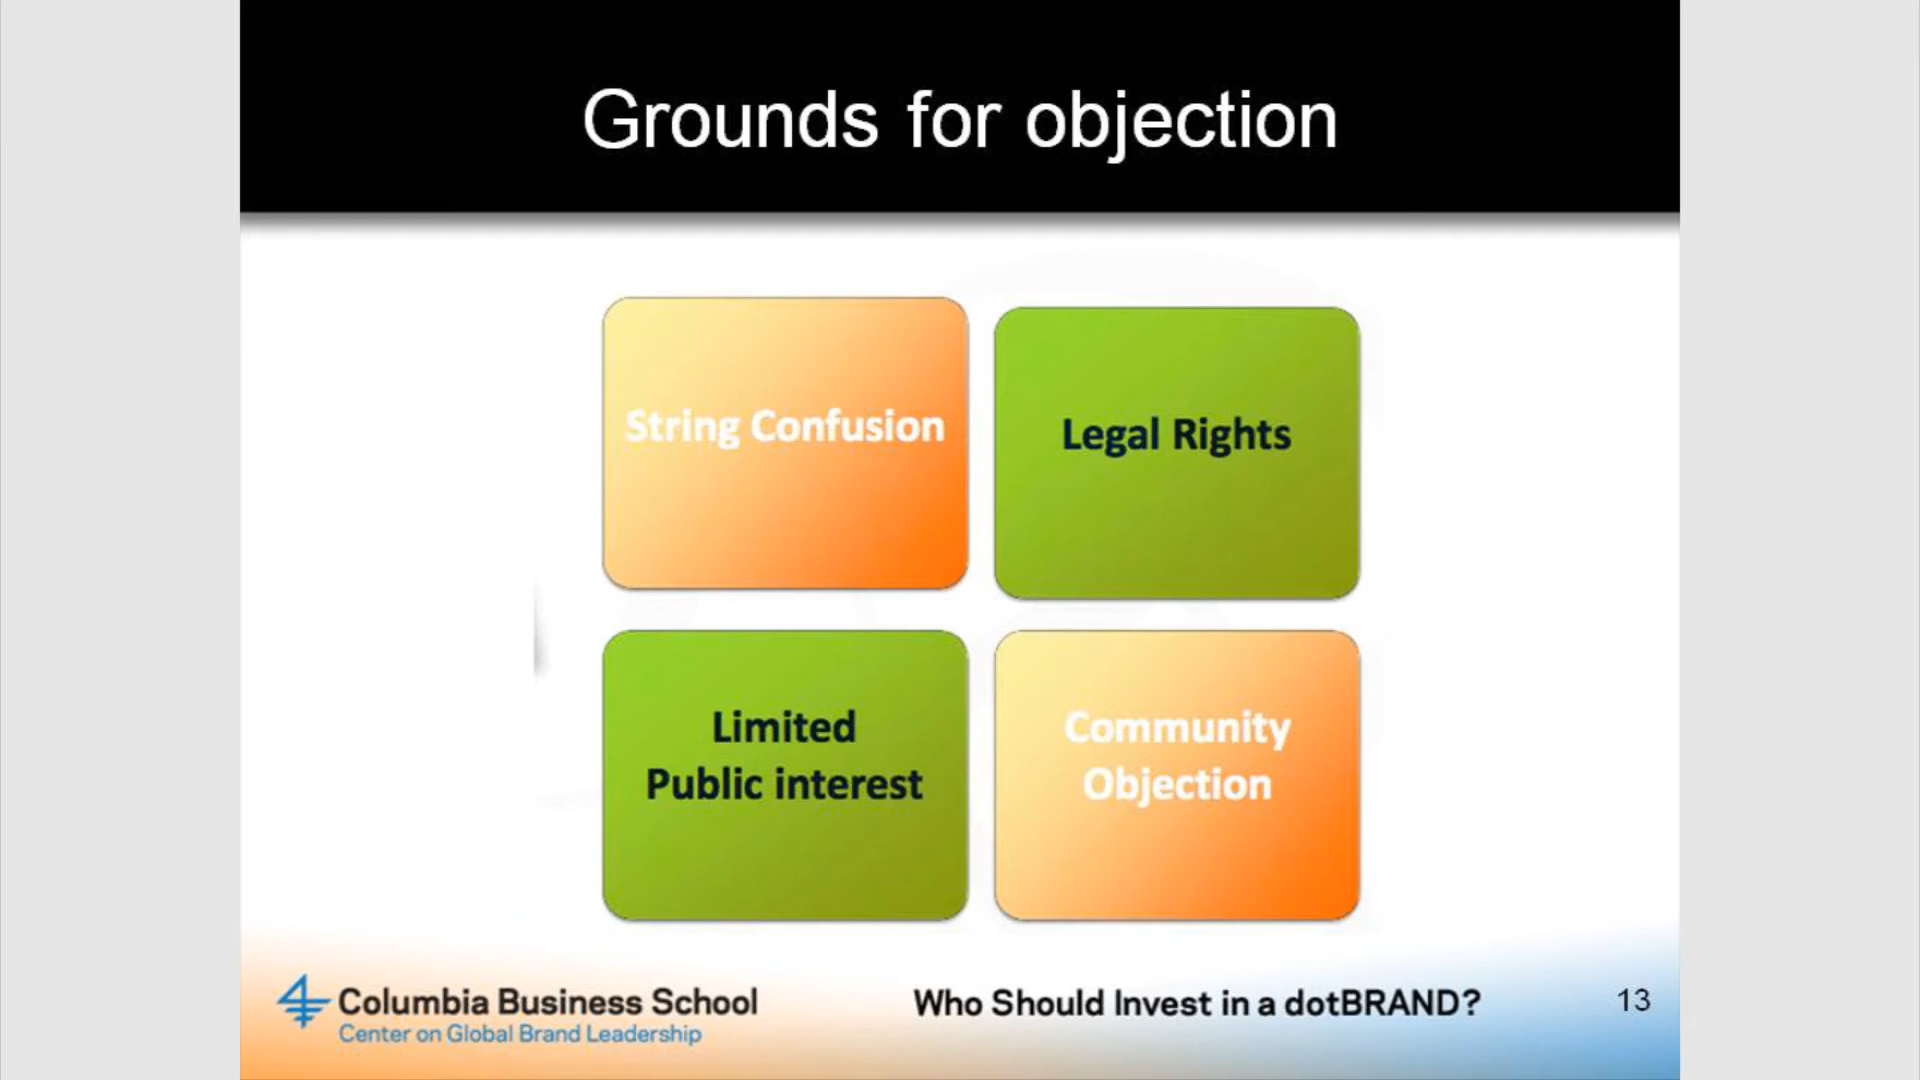 Grounds for objection
String Confusion
Legal Rights
Limited
Public interest
Community
Objection
Columbia Business School
Center on Global Brand Leadership
Who Should Invest in a dotBRAND?
13